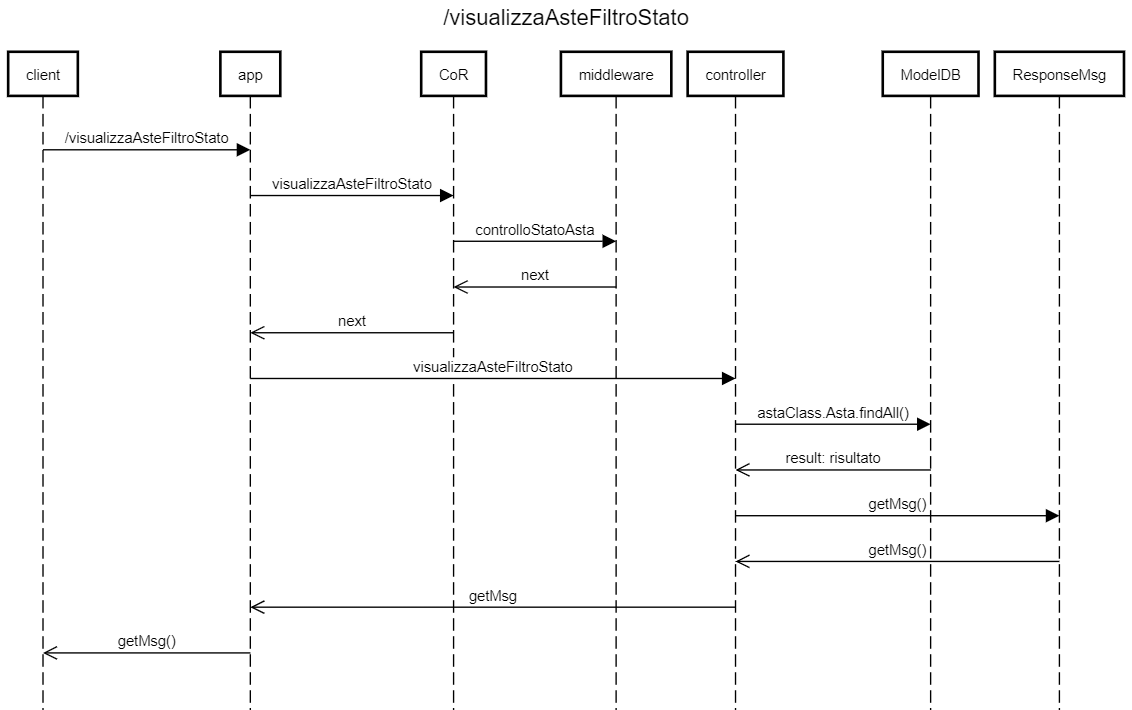 /visualizzaAsteFiltroStato
client app CoR middleware controller ModelDB ResponseMsg
/visualizzaAsteFiltroStato
visualizzaAsteFiltroStato
controlloStatoAsta
next
next
visualizzaAsteFiltroStato
astaClass.Asta.findAll()
result: risultato
getMsg()
getMsg()
getMsg
getMsg()